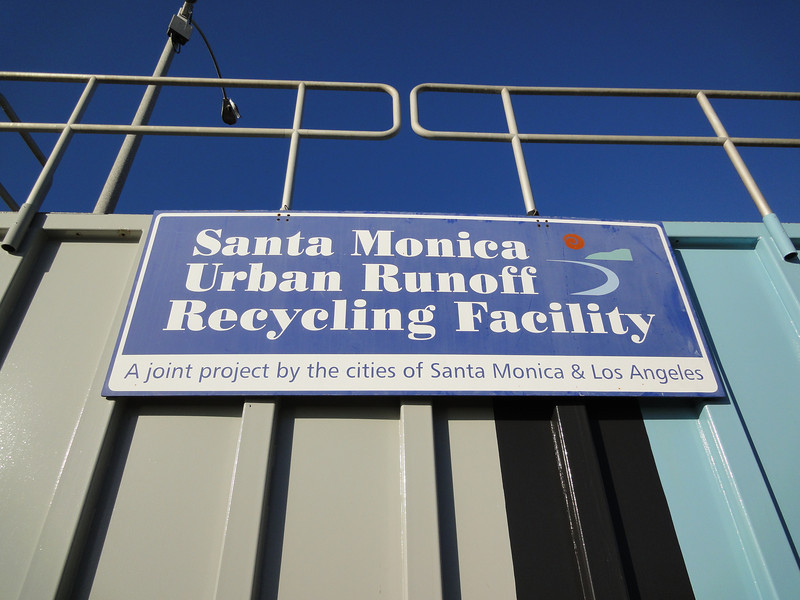 Santa Monica
Urban Runoff
Recycling Facility
A joint project by the cities of Santa Monica & Los Angeles